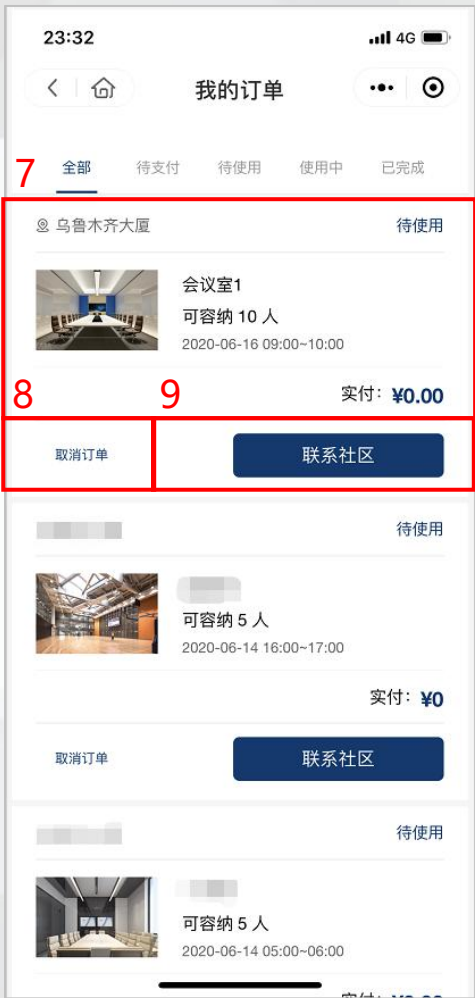 23:32 4G
我的订单
7 全部 待支付 待使用 使用中 已完成
乌鲁木齐大厦 待使用
会议室1
可容纳 10 人
2020-06-16 09:00~10:00
8 9 实付：¥0.00
取消订单 联系社区
待使用
可容纳 5 人
2020-06-14 16:00~17:00
实付：¥0
取消订单 联系社区
待使用
可容纳 5 人
2020-06-14 05:00~06:00